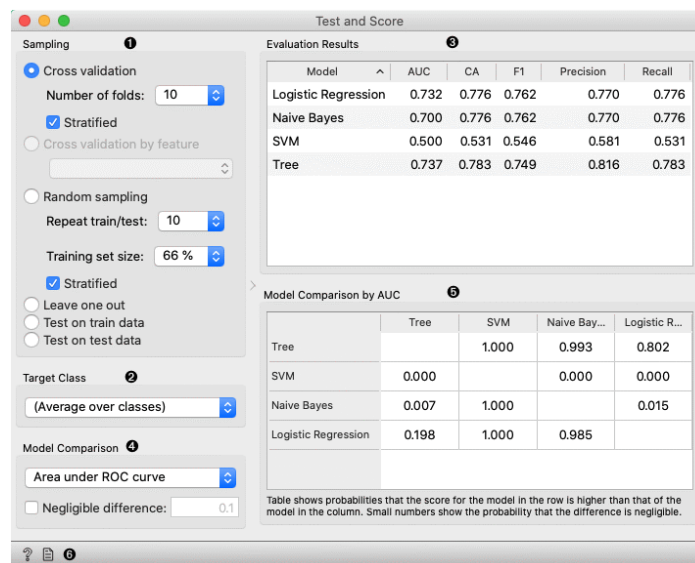 Test and Score
Sampling ❶
Cross validation
Number of folds: 10
Stratified
Cross validation by feature
Random sampling
Repeat train/test: 10
Training set size: 66 %
Stratified
Leave one out
Test on train data
Test on test data
Target Class ❷
(Average over classes)
Model Comparison ❹
Area under ROC curve
Negligible difference: 0.1
? ❻
Evaluation Results ❸
Model AUC CA F1 Precision Recall
Logistic Regression 0.732 0.776 0.762 0.770 0.776
Naive Bayes 0.700 0.776 0.762 0.770 0.776
SVM 0.500 0.531 0.546 0.581 0.531
Tree 0.737 0.783 0.749 0.816 0.783
Model Comparison by AUC ❺
Tree SVM Naive Bay... Logistic R...
Tree 1.000 0.993 0.802
SVM 0.000 0.000 0.000
Naive Bayes 0.007 1.000 0.015
Logistic Regression 0.198 1.000 0.985
Table shows probabilities that the score for the model in the row is higher than that of the
model in the column. Small numbers show the probability that the difference is negligible.